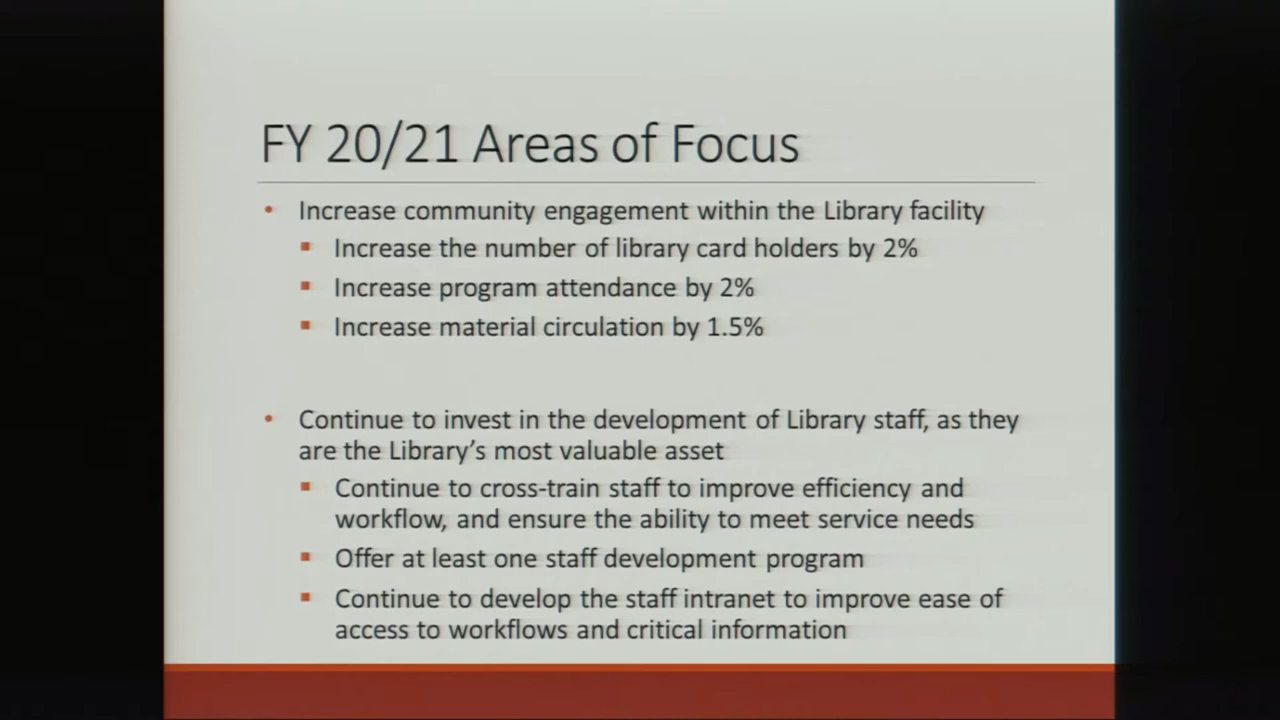 FY 20/21 Areas of Focus
• Increase community engagement within the Library facility
▪ Increase the number of library card holders by 2%
▪ Increase program attendance by 2%
▪ Increase material circulation by 1.5%
• Continue to invest in the development of Library staff, as they
are the Library’s most valuable asset
▪ Continue to cross-train staff to improve efficiency and
workflow, and ensure the ability to meet service needs
▪ Offer at least one staff development program
▪ Continue to develop the staff intranet to improve ease of
access to workflows and critical information